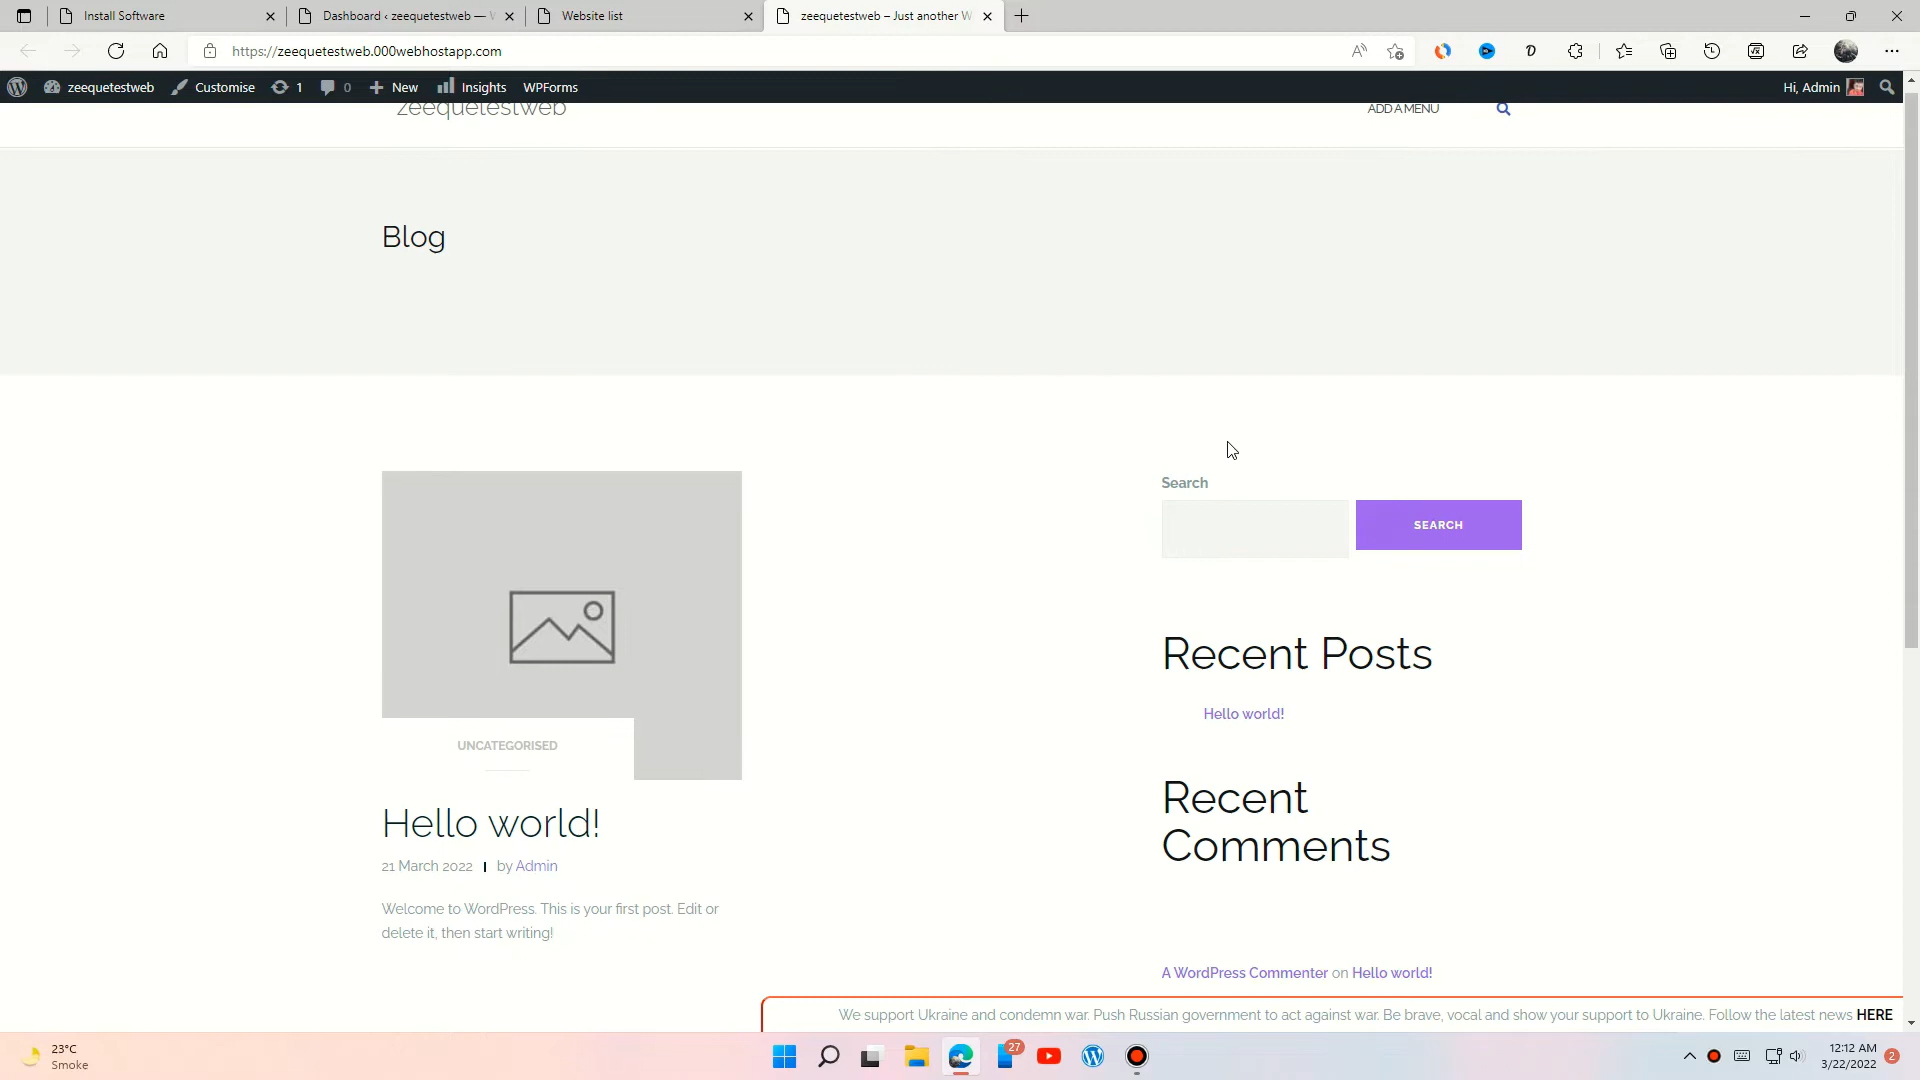 Install Software
Dashboard ‹ zeequetestweb — W
Website list
zeequetestweb – Just another W
https://zeequetestweb.000webhostapp.com
zeequetestweb
Customise
1
0
New
Insights
WPForms
Hi, Admin
zeequetestweb
ADD A MENU
Blog
Search
SEARCH
UNCATEGORISED
Hello world!
21 March 2022
by Admin
Welcome to WordPress. This is your first post. Edit or
delete it, then start writing!
Recent Posts
Hello world!
Recent
Comments
A WordPress Commenter on Hello world!
We support Ukraine and condemn war. Push Russian government to act against war. Be brave, vocal and show your support to Ukraine. Follow the latest news HERE
23°C
Smoke
27
12:12 AM
3/22/2022
2